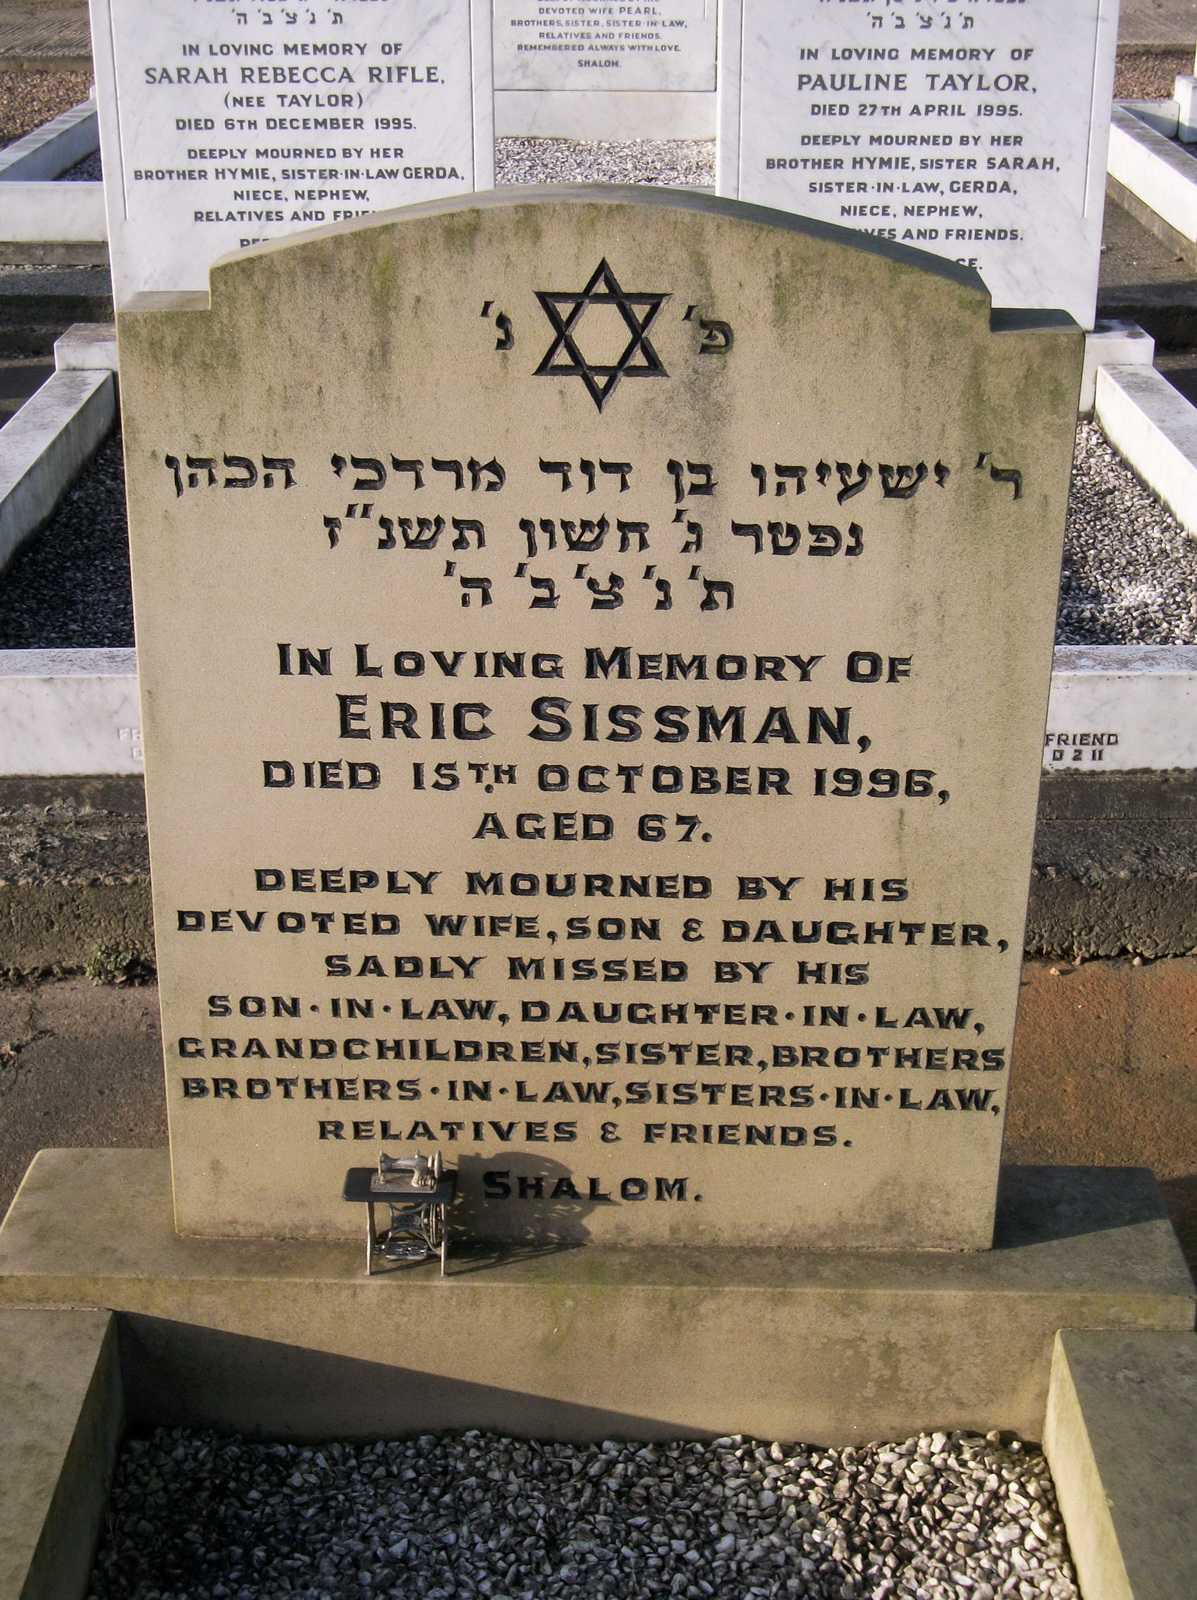 ת' נ' צ' ב' ה'
IN LOVING MEMORY OF
SARAH REBECCA RIFLE,
(NEE TAYLOR)
DIED 6TH DECEMBER 1995.
DEEPLY MOURNED BY HER
BROTHER HYMIE, SISTER-IN-LAW GERDA,
NIECE, NEPHEW,
RELATIVES AND
DEVOTED WIFE PEARL,
BROTHERS, SISTER, SISTER-IN-LAW,
RELATIVES AND FRIENDS.
REMEMBERED ALWAYS WITH LOVE.
SHALOM.
ת' נ' צ' ב' ה'
IN LOVING MEMORY OF
PAULINE TAYLOR,
DIED 27TH APRIL 1995.
DEEPLY MOURNED BY HER
BROTHER HYMIE, SISTER SARAH,
SISTER-IN-LAW, GERDA,
NIECE, NEPHEW,
AND FRIENDS.
פ' נ'
ר' ישעיהו בן דוד מרדכי הכהן
נפטר ג' חשון תשנ"ז
ת' נ' צ' ב' ה'
IN LOVING MEMORY OF
ERIC SISSMAN,
DIED 15TH OCTOBER 1996,
AGED 67.
DEEPLY MOURNED BY HIS
DEVOTED WIFE, SON & DAUGHTER,
SADLY MISSED BY HIS
SON·IN·LAW, DAUGHTER·IN·LAW,
GRANDCHILDREN, SISTER, BROTHERS
BROTHERS·IN·LAW, SISTERS·IN·LAW,
RELATIVES & FRIENDS.
SHALOM.
FRIEND
D 2 11